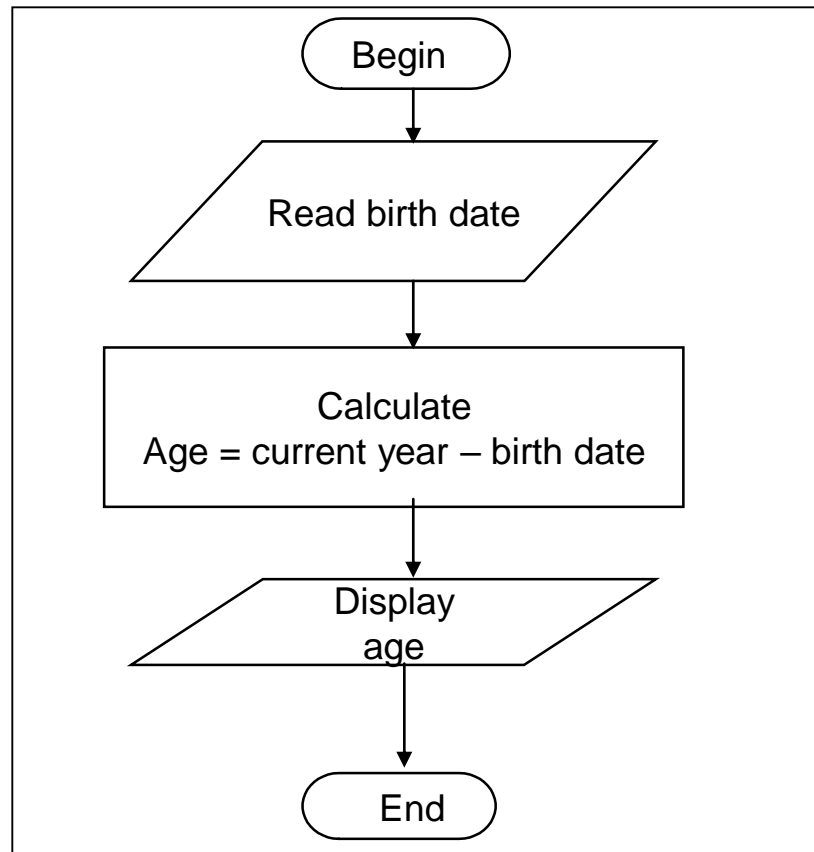 Begin
Read birth date
Calculate
Age = current year – birth date
Display
age
End